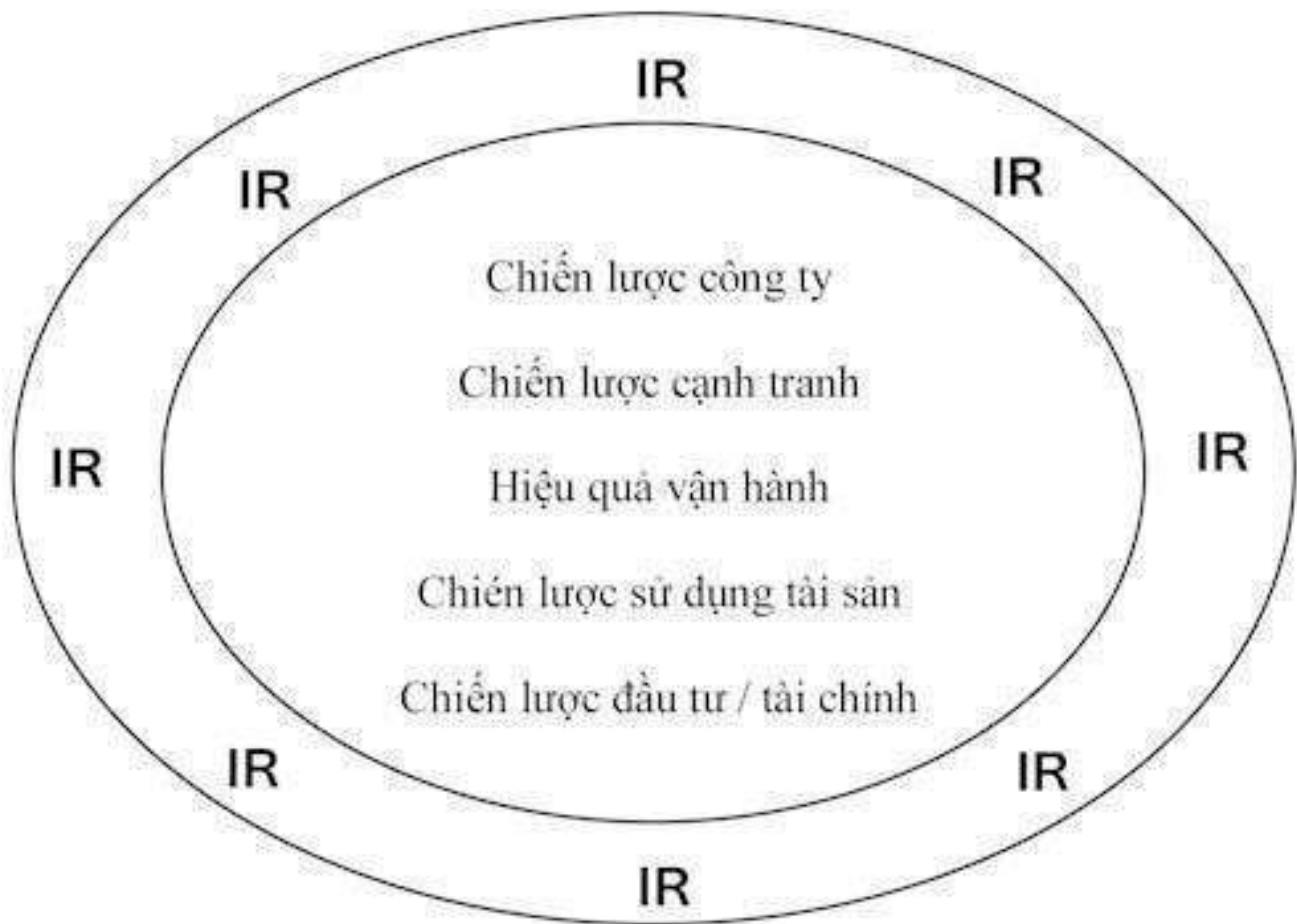 IR
IR
IR
Chiến lược công ty
Chiến lược cạnh tranh
IR
Hiệu quả vận hành
IR
Chién lược sử dụng tài sản
Chiến lược đầu tư / tài chính
IR
IR
IR